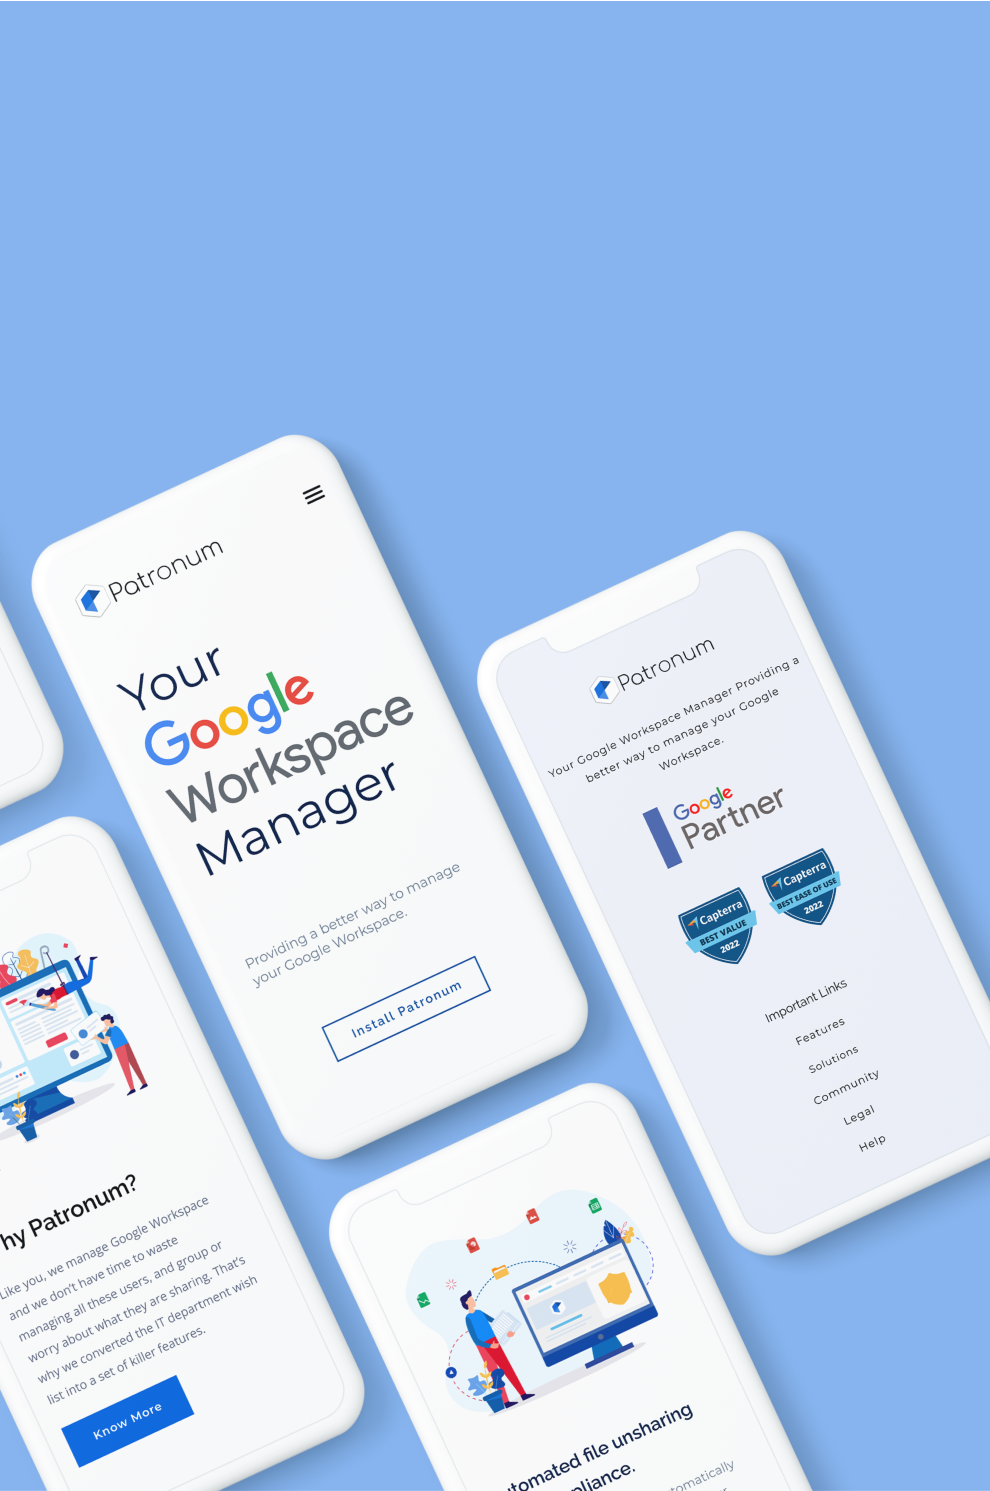 Patronum
Your
Google
Workspace
Manager
Providing a better way to manage
your Google Workspace.
Install Patronum
Patronum
Your Google Workspace Manager Providing a
better way to manage your Google
Workspace.
Google
Partner
Capterra
BEST VALUE
2022
Capterra
BEST EASE OF USE
2022
Important Links
Features
Solutions
Community
Legal
Help
hy Patronum?
Like you, we manage Google Workspace
and we don't have time to waste
managing all these users, and group or
worry about what they are sharing. That's
why we converted the IT department wish
list into a set of killer features.
Know More
tomated file unsharing
pliance.
tomatically